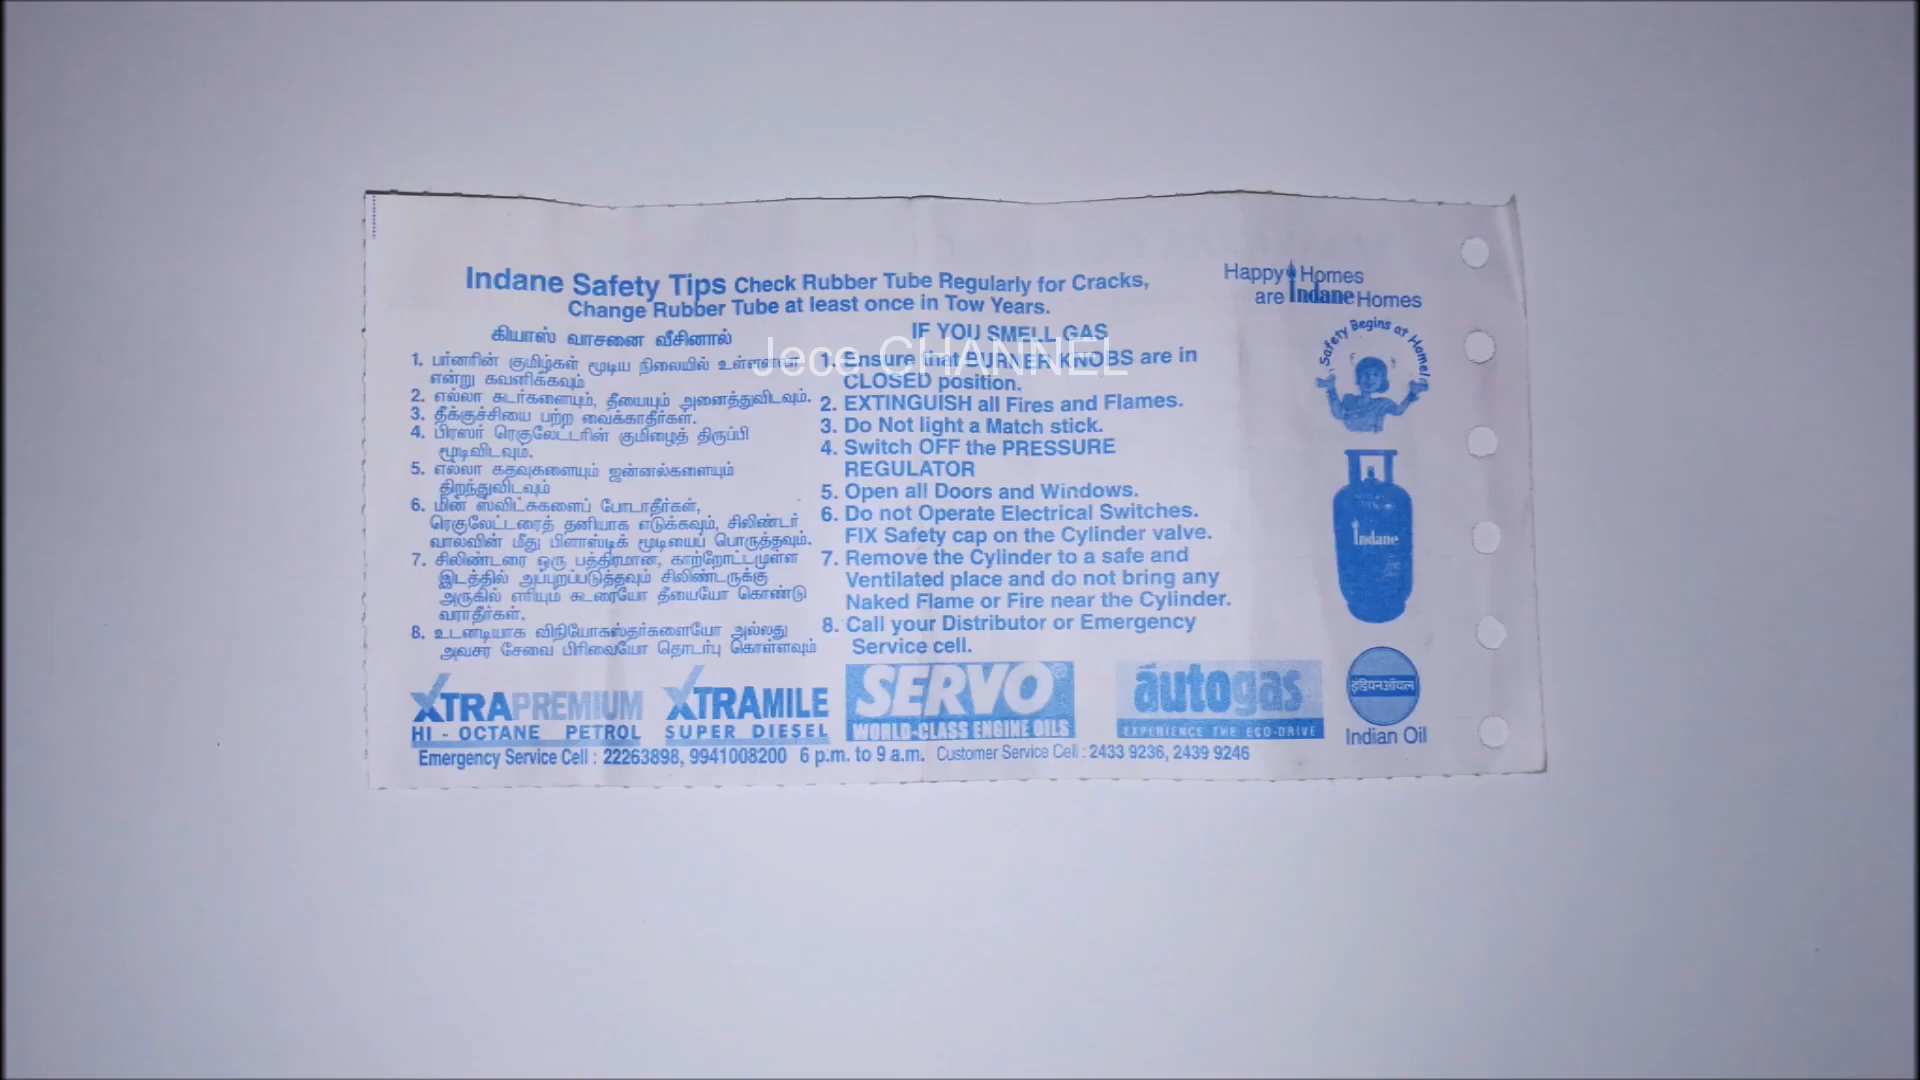 Indane Safety Tips Check Rubber Tube Regularly for Cracks,
Change Rubber Tube at least once in Tow Years.
கியாஸ் வாசனை வீசினால்
1. பர்னரின் குமிழ்கள் மூடிய நிலையில் உள்ளனவா
என்று கவனிக்கவும்
2. எல்லா சுடர்களையும், தீயையும் அணைத்துவிடவும்.
3. தீக்குச்சியை பற்ற வைக்காதீர்கள்.
4. பிரஸர் ரெகுலேட்டரின் குமிழைத் திருப்பி
மூடிவிடவும்.
5. எல்லா கதவுகளையும் ஜன்னல்களையும்
திறந்துவிடவும்
6. மின் ஸ்விட்சுகளைப் போடாதீர்கள்,
ரெகுலேட்டரைத் தனியாக எடுக்கவும், சிலிண்டர்
வால்வின் மீது பிளாஸ்டிக் மூடியைப் பொருத்தவும்.
7. சிலிண்டரை ஒரு பத்திரமான, காற்றோட்டமுள்ள
இடத்தில் அப்புறப்படுத்தவும் சிலிண்டருக்கு
அருகில் எரியும் சுடரையோ தீயையோ கொண்டு
வராதீர்கள்.
8. உடனடியாக விநியோகஸ்தர்களையோ அல்லது
அவசர சேவை பிரிவையோ தொடர்பு கொள்ளவும்
IF YOU SMELL GAS
1. Ensure that BURNER KNOBS are in
CLOSED position.
2. EXTINGUISH all Fires and Flames.
3. Do Not light a Match stick.
4. Switch OFF the PRESSURE
REGULATOR
5. Open all Doors and Windows.
6. Do not Operate Electrical Switches.
FIX Safety cap on the Cylinder valve.
7. Remove the Cylinder to a safe and
Ventilated place and do not bring any
Naked Flame or Fire near the Cylinder.
8. Call your Distributor or Emergency
Service cell.
Jece CHANNEL
Happy Homes
are Indane Homes
Safety Begins at Home!
Indane
इंडियनऑयल
Indian Oil
XTRAPREMIUM
HI - OCTANE PETROL
XTRAMILE
SUPER DIESEL
SERVO
WORLD-CLASS ENGINE OILS
autogas
EXPERIENCE THE ECO-DRIVE
Emergency Service Cell : 22263898, 9941008200 6 p.m. to 9 a.m. Customer Service Cell : 2433 9236, 2439 9246